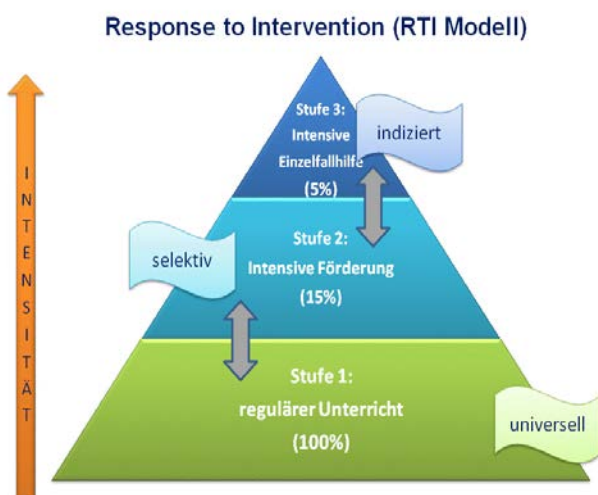 Response to Intervention (RTI Modell)
INTENSITÄT
Stufe 3:
Intensive
Einzelfallhilfe
(5%)
indiziert
Stufe 2:
Intensive Förderung
(15%)
selektiv
Stufe 1:
regulärer Unterricht
(100%)
universell